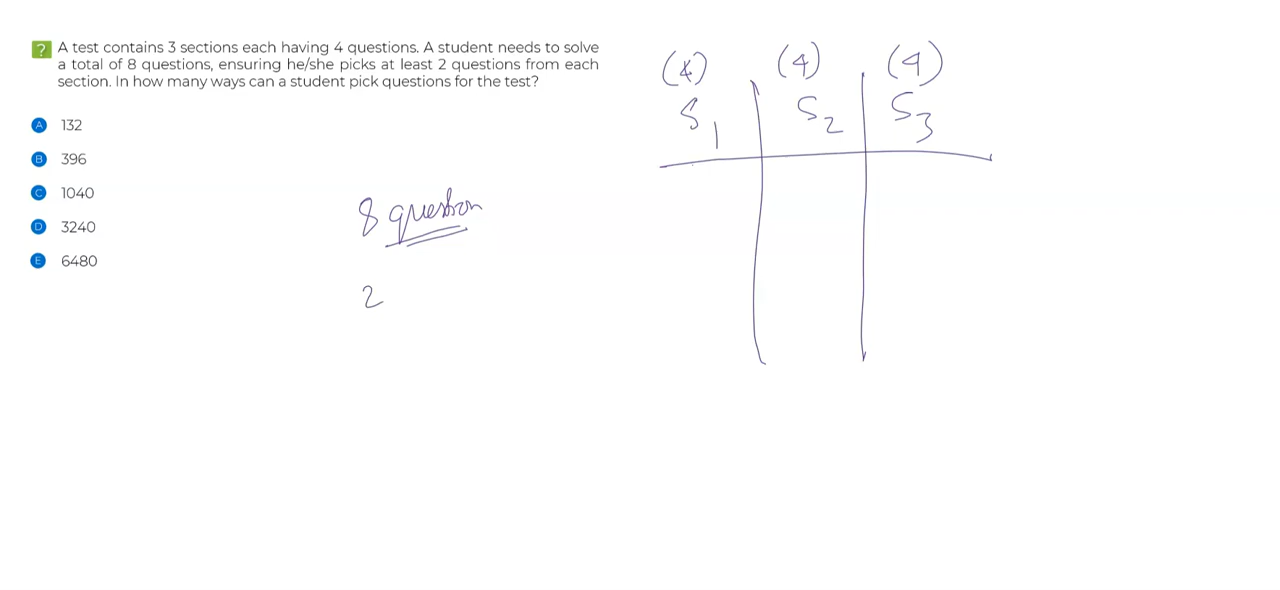 ? A test contains 3 sections each having 4 questions. A student needs to solve
a total of 8 questions, ensuring he/she picks at least 2 questions from each
section. In how many ways can a student pick questions for the test?
A 132
B 396
C 1040
D 3240
E 6480
8 question
2
(4) (4) (4)
S1 S2 S3